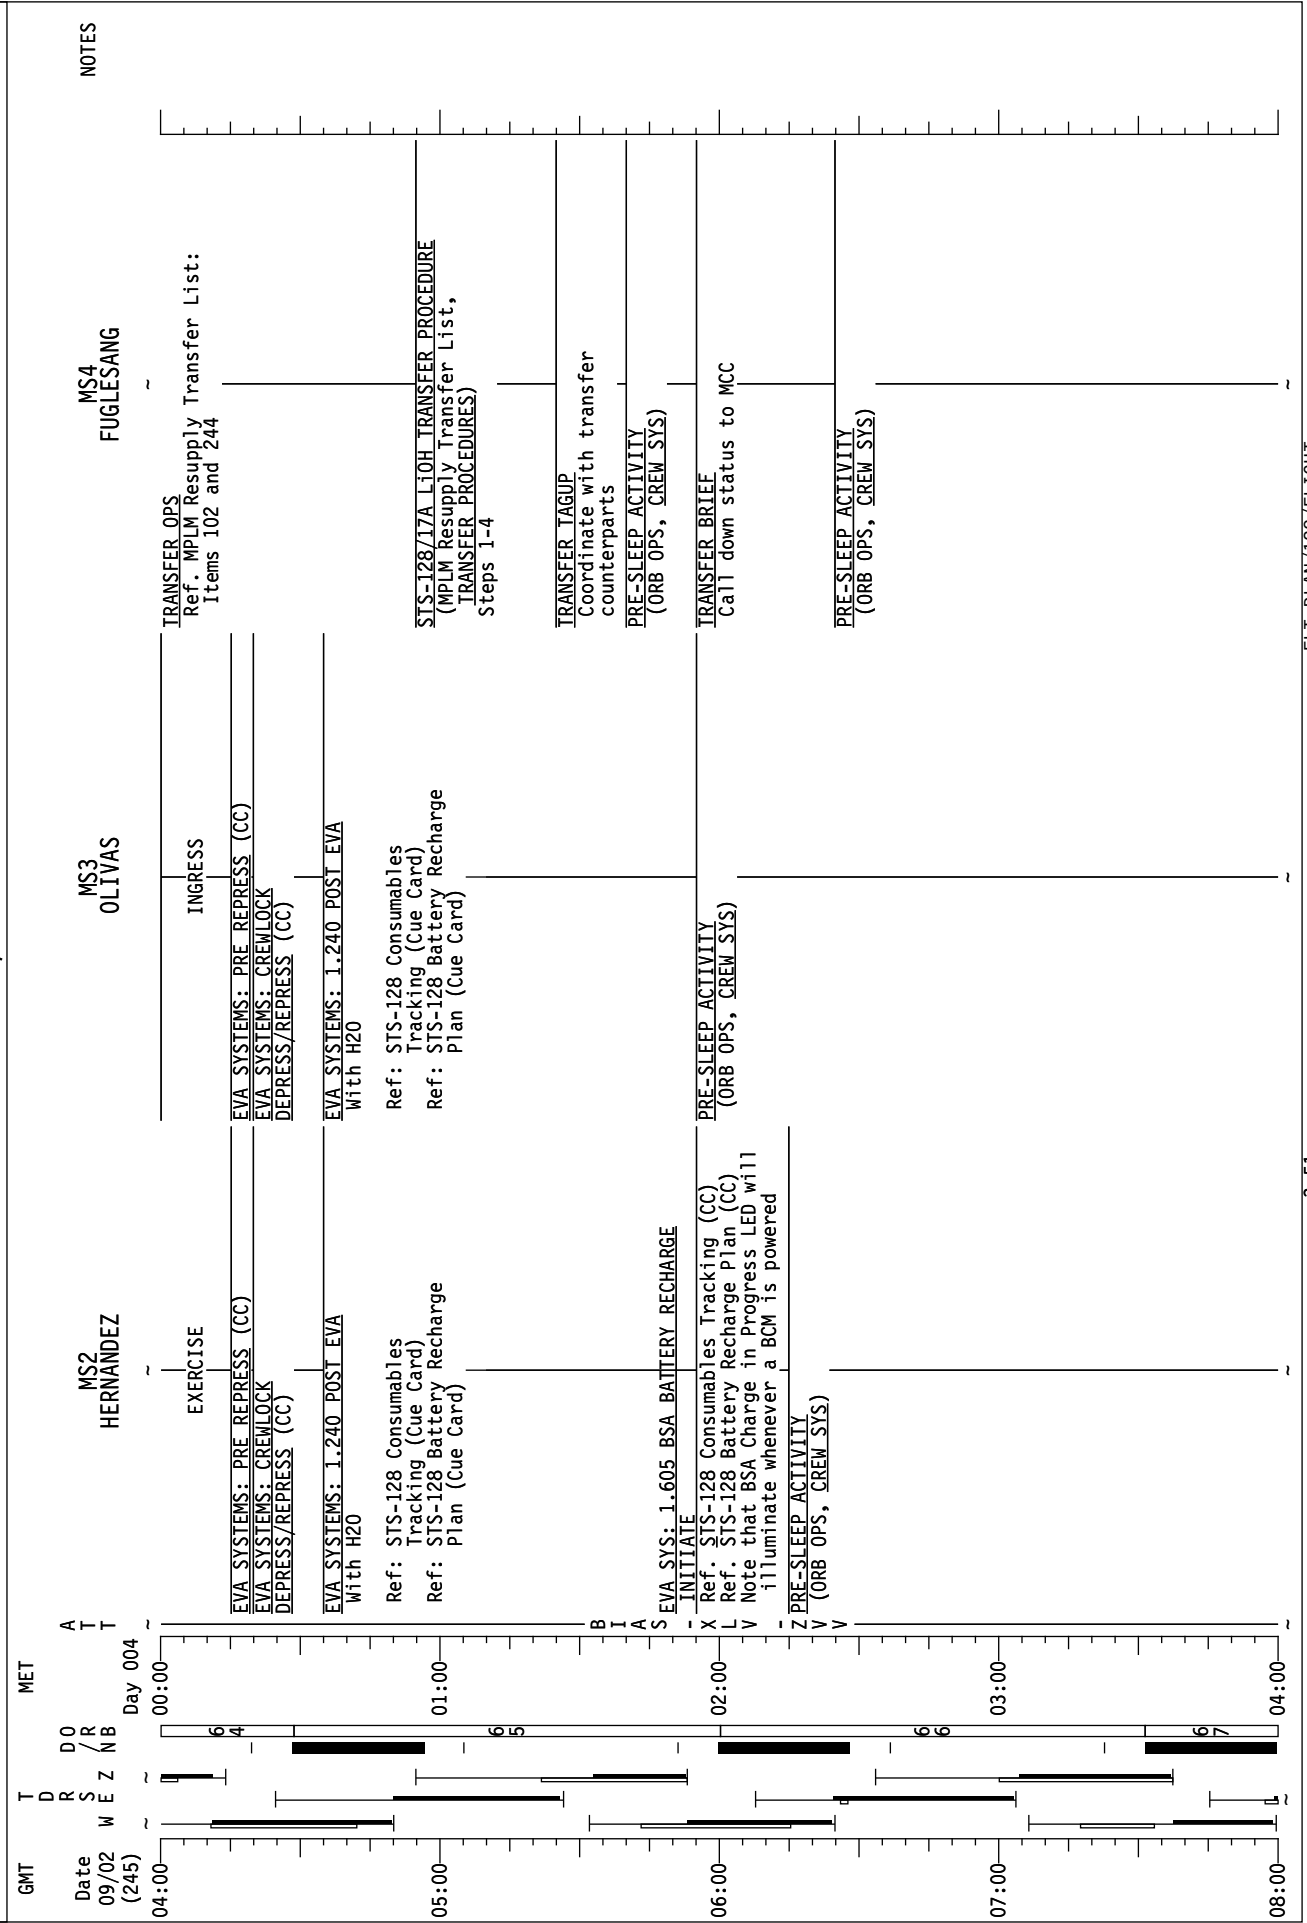 GMT
Date
09/02
(245)
04:00
05:00
06:00
07:00
08:00
T
D
R
S
W E Z
D O
/ R
N B
64
65
66
67
MET
Day 004
00:00
01:00
02:00
03:00
04:00
A
T
T
B
I
A
S
-
X
L
V
-
Z
V
V
MS2
HERNANDEZ
EXERCISE
EVA SYSTEMS: PRE REPRESS (CC)
EVA SYSTEMS: CREWLOCK
DEPRESS/REPRESS (CC)
EVA SYSTEMS: 1.240 POST EVA
With H2O
Ref: STS-128 Consumables
Tracking (Cue Card)
Ref: STS-128 Battery Recharge
Plan (Cue Card)
EVA SYS: 1.605 BSA BATTERY RECHARGE
- INITIATE
Ref. STS-128 Consumables Tracking (CC)
Ref. STS-128 Battery Recharge Plan (CC)
Note that BSA Charge in Progress LED will
illuminate whenever a BCM is powered
PRE-SLEEP ACTIVITY
(ORB OPS, CREW SYS)
MS3
OLIVAS
INGRESS
EVA SYSTEMS: PRE REPRESS (CC)
EVA SYSTEMS: CREWLOCK
DEPRESS/REPRESS (CC)
EVA SYSTEMS: 1.240 POST EVA
With H2O
Ref: STS-128 Consumables
Tracking (Cue Card)
Ref: STS-128 Battery Recharge
Plan (Cue Card)
PRE-SLEEP ACTIVITY
(ORB OPS, CREW SYS)
MS4
FUGLESANG
TRANSFER OPS
Ref. MPLM Resupply Transfer List:
Items 102 and 244
STS-128/17A LiOH TRANSFER PROCEDURE
(MPLM Resupply Transfer List,
TRANSFER PROCEDURES)
Steps 1-4
TRANSFER TAGUP
Coordinate with transfer
counterparts
PRE-SLEEP ACTIVITY
(ORB OPS, CREW SYS)
TRANSFER BRIEF
Call down status to MCC
PRE-SLEEP ACTIVITY
(ORB OPS, CREW SYS)
NOTES